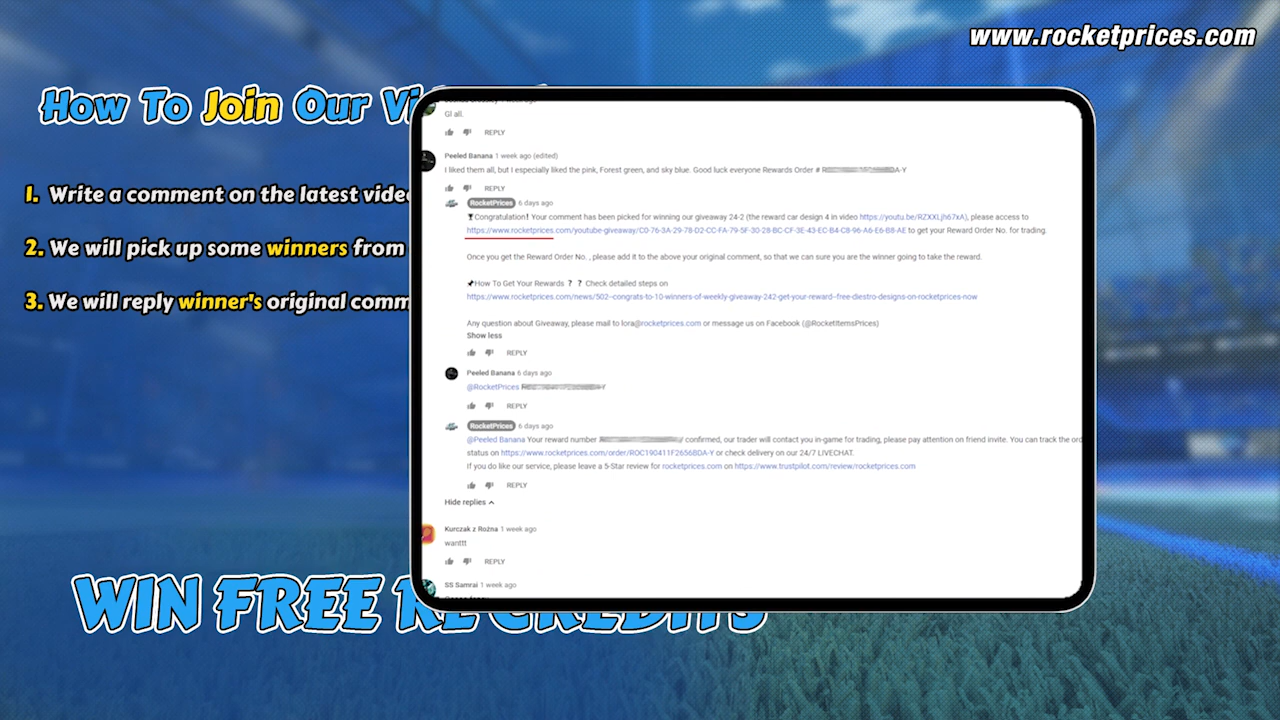 www.rocketprices.com
How To Join Our Vi
1. Write a comment on the latest video
2. We will pick up some winners from
3. We will reply winner's original comm
WIN FREE RL CREDITS
Gl all.
REPLY
Peeled Banana 1 week ago (edited)
I liked them all, but I especially liked the pink, Forest green, and sky blue. Good luck everyone Rewards Order # R A-Y
REPLY
RocketPrices 6 days ago
🏆Congratulation! Your comment has been picked for winning our giveaway 24-2 (the reward car design 4 in video https://youtu.be/RZXXLjh67xA), please access to
https://www.rocketprices.com/youtube-giveaway/C0-76-3A-29-78-D2-CC-FA-79-5F-30-28-BC-CF-3E-43-EC-B4-C8-96-A6-E6-B8-AE to get your Reward Order No. for trading.
Once you get the Reward Order No. , please add it to the above your original comment, so that we can sure you are the winner going to take the reward.
📌How To Get Your Rewards ? ? Check detailed steps on
https://www.rocketprices.com/news/502--congrats-to-10-winners-of-weekly-giveaway-242-get-your-reward--free-diestro-designs-on-rocketprices-now
Any question about Giveaway, please mail to lora@rocketprices.com or message us on Facebook (@RocketItemsPrices)
Show less
REPLY
Peeled Banana 6 days ago
@RocketPrices
REPLY
RocketPrices 6 days ago
@Peeled Banana Your reward number confirmed, our trader will contact you in-game for trading, please pay attention on friend invite. You can track the ord
status on https://www.rocketprices.com/order/ROC190411F2656BDA-Y or check delivery on our 24/7 LIVECHAT.
If you do like our service, please leave a 5-Star review for rocketprices.com on https://www.trustpilot.com/review/rocketprices.com
REPLY
Hide replies
Kurczak z Rożna 1 week ago
wanttt
REPLY
SS Samrai 1 week ago